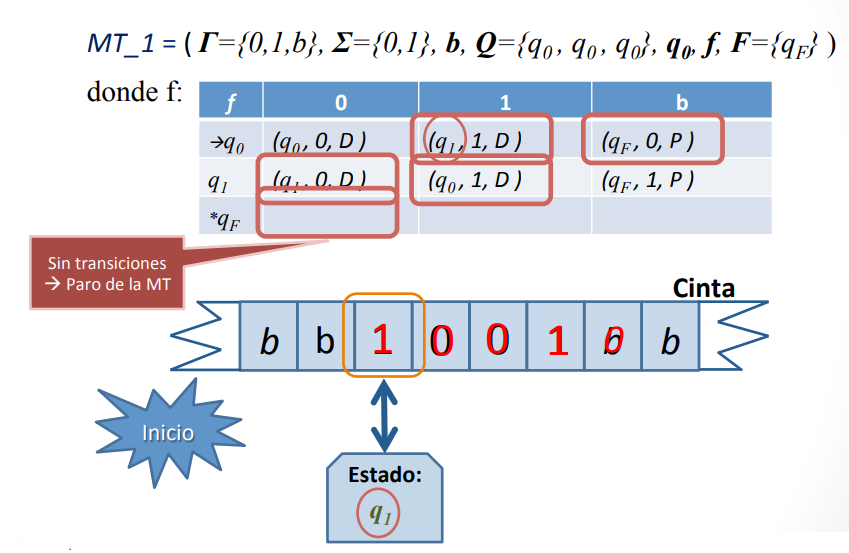 MT_1 = ( Γ={0,1,b}, Σ={0,1}, b, Q={q0, q0, q0}, q0, f, F={qF} )
donde f:
f 0 1 b
→q0 (q0, 0, D ) (q1, 1, D ) (qF, 0, P )
q1 (q1, 0, D ) (q0, 1, D ) (qF, 1, P )
*qF
Sin transiciones
→ Paro de la MT
Cinta
b b 1 0 0 1 b b
Inicio
Estado:
q1